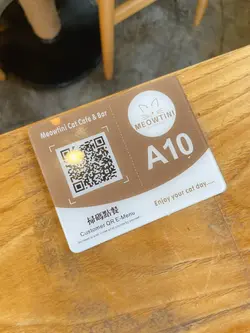 Meowtini Cat Cafe & Bar
MEOWTINI
A10
掃碼點餐
Customer QR E-Menu
Enjoy your cat day....